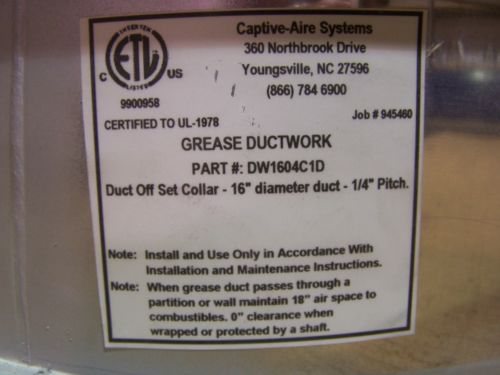 INTERTEK
ETL
LISTED
C US
9900958
CERTIFIED TO UL-1978
Captive-Aire Systems
360 Northbrook Drive
Youngsville, NC 27596
(866) 784 6900
Job # 945460
GREASE DUCTWORK
PART #: DW1604C1D
Duct Off Set Collar - 16" diameter duct - 1/4" Pitch.
Note: Install and Use Only in Accordance With
Installation and Maintenance Instructions.
Note: When grease duct passes through a
partition or wall maintain 18" air space to
combustibles. 0" clearance when
wrapped or protected by a shaft.